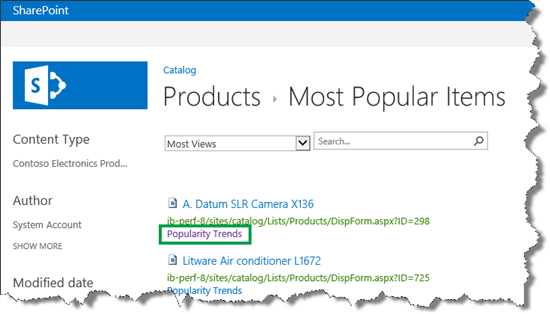 SharePoint
Catalog
Products ▸ Most Popular Items
Content Type
Contoso Electronics Prod...
Most Views
Search...
Author
System Account
SHOW MORE
A. Datum SLR Camera X136
ib-perf-8/sites/catalog/Lists/Products/DispForm.aspx?ID=298
Popularity Trends
Litware Air conditioner L1672
ib-perf-8/sites/catalog/Lists/Products/DispForm.aspx?ID=725
Popularity Trends
Modified date